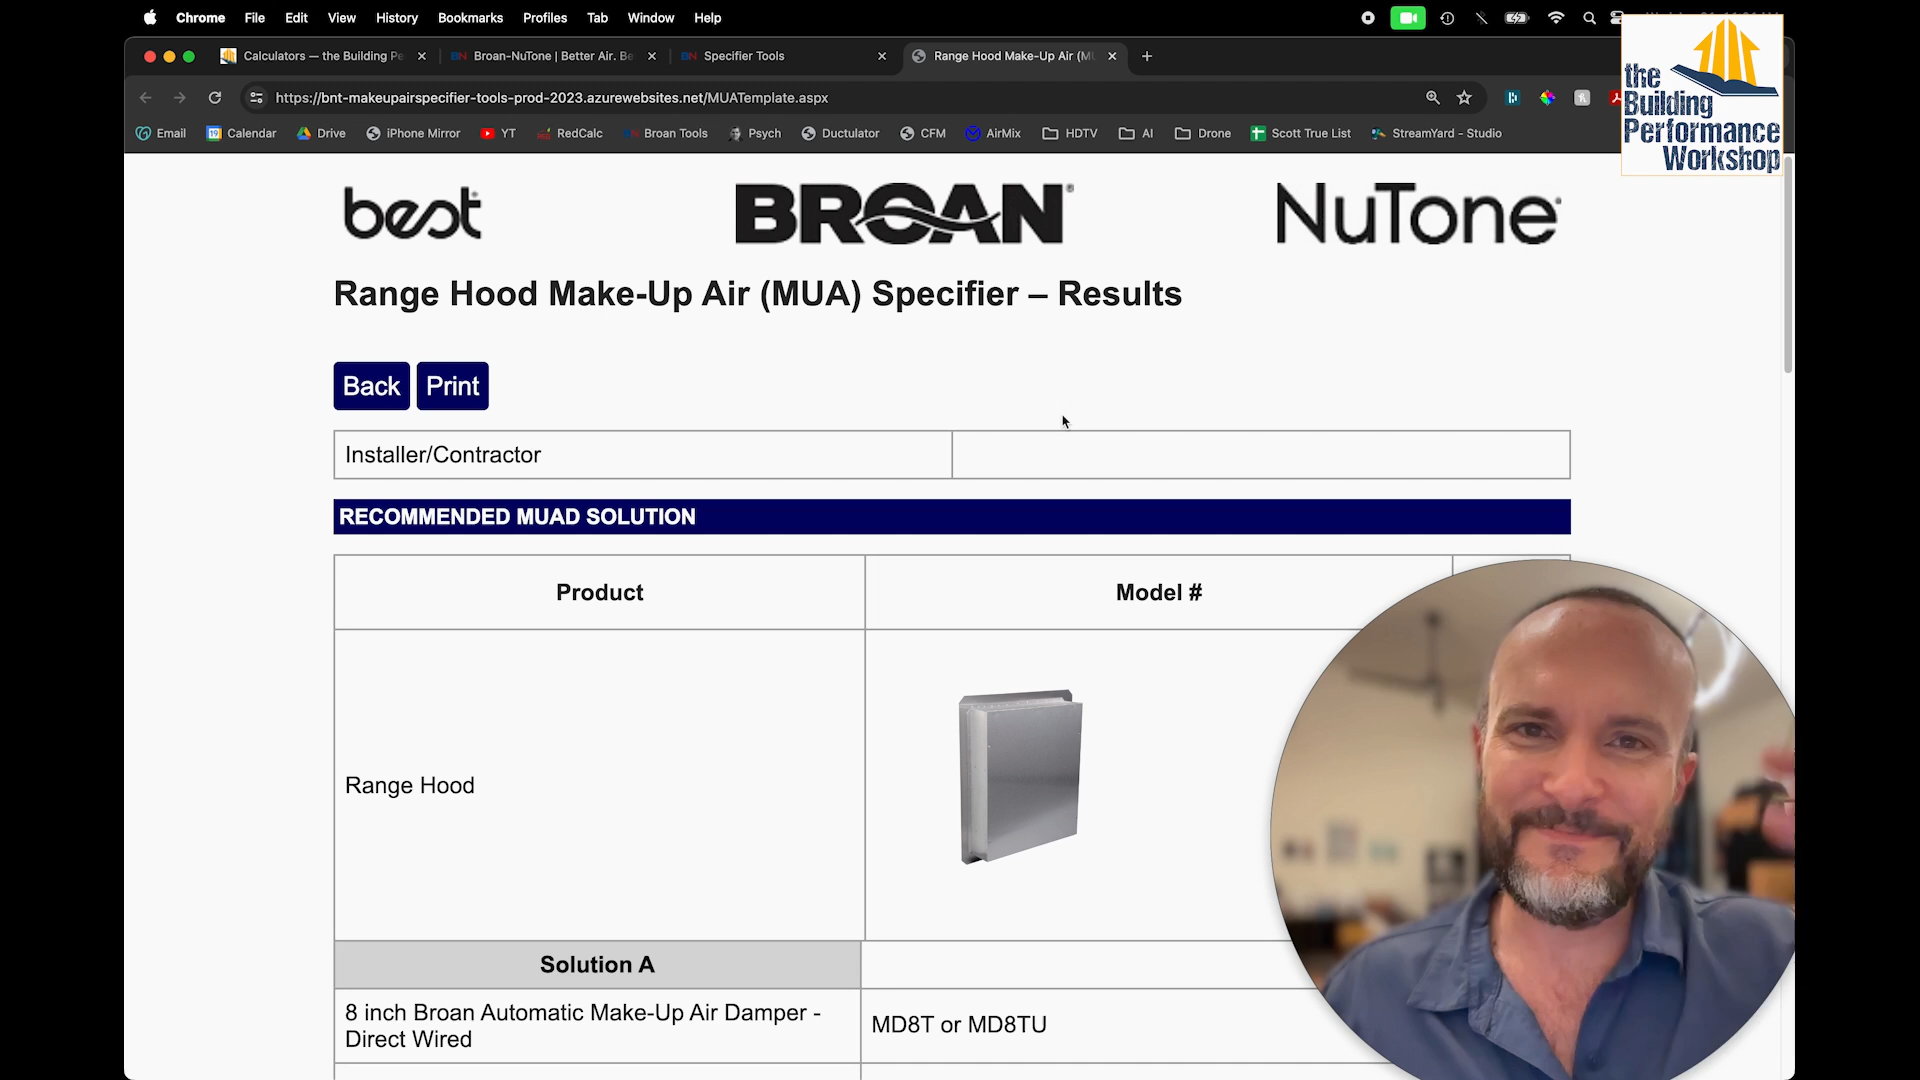 Chrome File Edit View History Bookmarks Profiles Tab Window Help
Calculators — the Building Pe
Broan-NuTone | Better Air. Be
Specifier Tools
Range Hood Make-Up Air (MU
https://bnt-makeupairspecifier-tools-prod-2023.azurewebsites.net/MUATemplate.aspx
Email Calendar Drive iPhone Mirror YT RedCalc Broan Tools Psych Ductulator CFM AirMix HDTV AI Drone Scott True List StreamYard - Studio
the
Building
Performance
Workshop
best
BROAN®
NuTone®
Range Hood Make-Up Air (MUA) Specifier – Results
Back Print
Installer/Contractor
RECOMMENDED MUAD SOLUTION
Product Model #
Range Hood
Solution A
8 inch Broan Automatic Make-Up Air Damper -
Direct Wired
MD8T or MD8TU